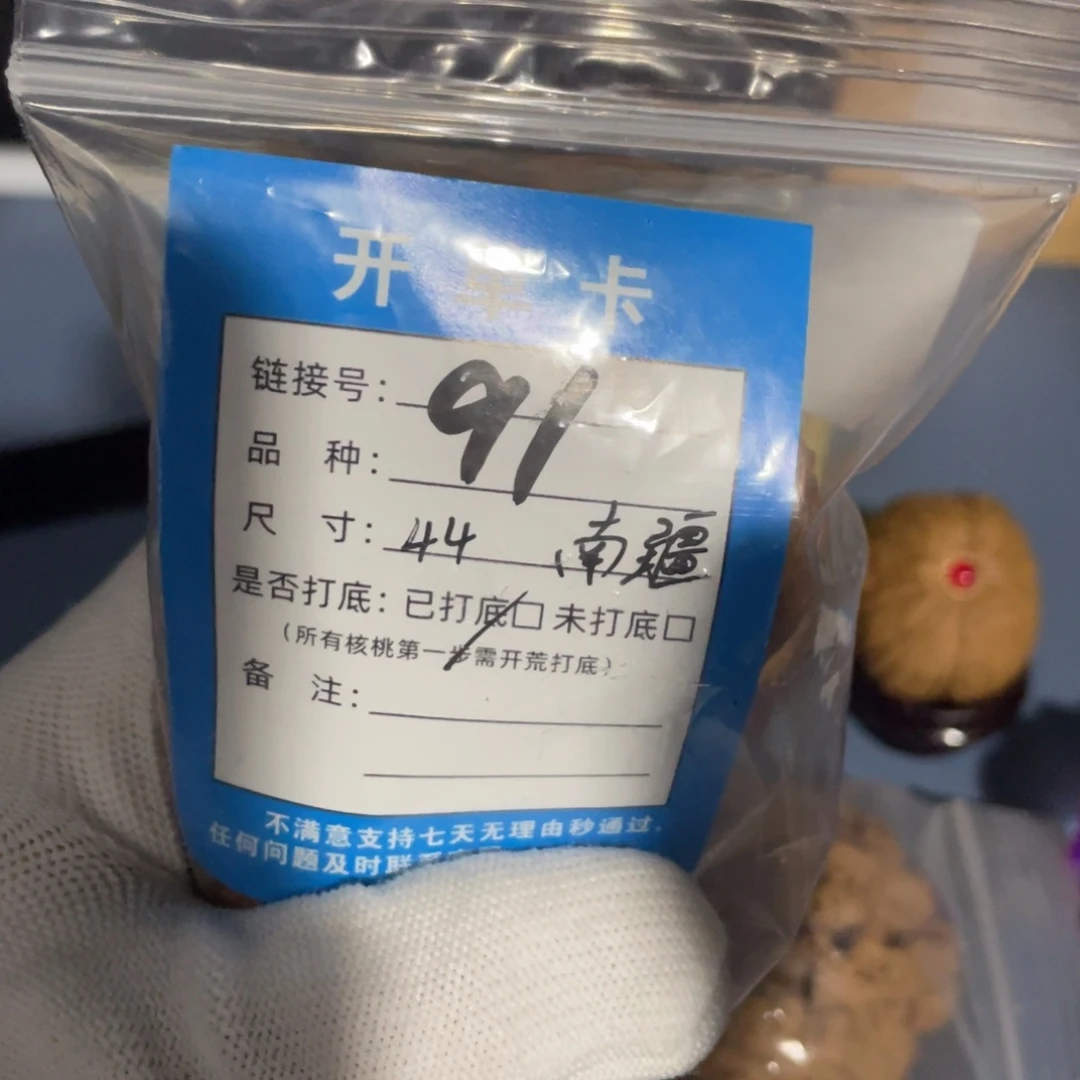 开 卡
链接号: 91
品 种:
尺 寸: 44 南疆
是否打底: 已打底□ 未打底□
(所有核桃第一步需开荒打底)
备 注:
不满意支持七天无理由秒通过,
任何问题及时联